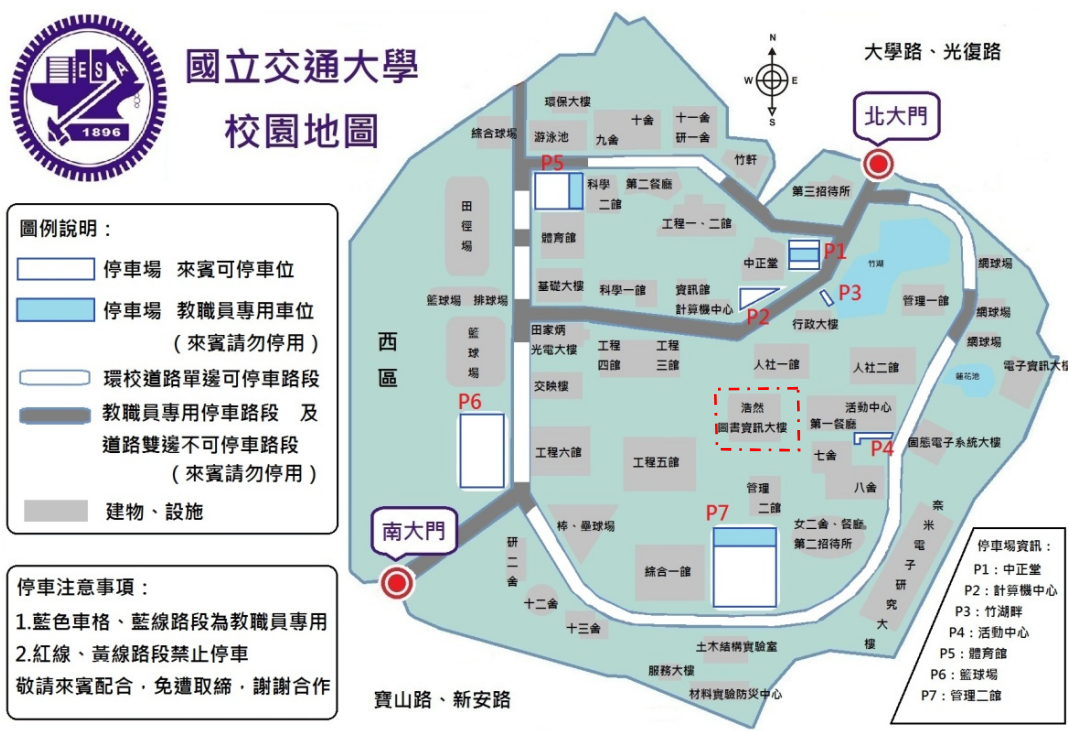 ESA
1896
國立交通大學
校園地圖
大學路、光復路
N
W
E
S
北大門
圖例說明：
停車場 來賓可停車位
停車場 教職員專用車位
（來賓請勿停用）
環校道路單邊可停車路段
教職員專用停車路段 及
道路雙邊不可停車路段
（來賓請勿停用）
建物、設施
停車注意事項：
1.藍色車格、藍線路段為教職員專用
2.紅線、黃線路段禁止停車
敬請來賓配合，免遭取締，謝謝合作
環保大樓
綜合球場
游泳池
九舍
十舍
十一舍
研一舍
竹軒
第三招待所
P5
科學
二館
第二餐廳
工程一、二館
田徑場
體育館
中正堂
P1
竹湖
網球場
基礎大樓
科學一館
資訊館
計算機中心
P2
P3
管理一館
行政大樓
網球場
籃球場
排球場
籃球場
西區
田家炳
光電大樓
工程
四館
工程
三館
人社一館
人社二館
網球場
蓮花池
電子資訊大樓
交映樓
P6
浩然
圖書資訊大樓
活動中心
第一餐廳
P4
固態電子系統大樓
工程六館
工程五館
七舍
八舍
管理
二館
P7
女二舍、餐廳
第二招待所
奈米電子研究大樓
南大門
棒、壘球場
研二舍
綜合一館
十二舍
十三舍
土木結構實驗室
服務大樓
材料實驗防災中心
寶山路、新安路
停車場資訊：
P1：中正堂
P2：計算機中心
P3：竹湖畔
P4：活動中心
P5：體育館
P6：籃球場
P7：管理二館